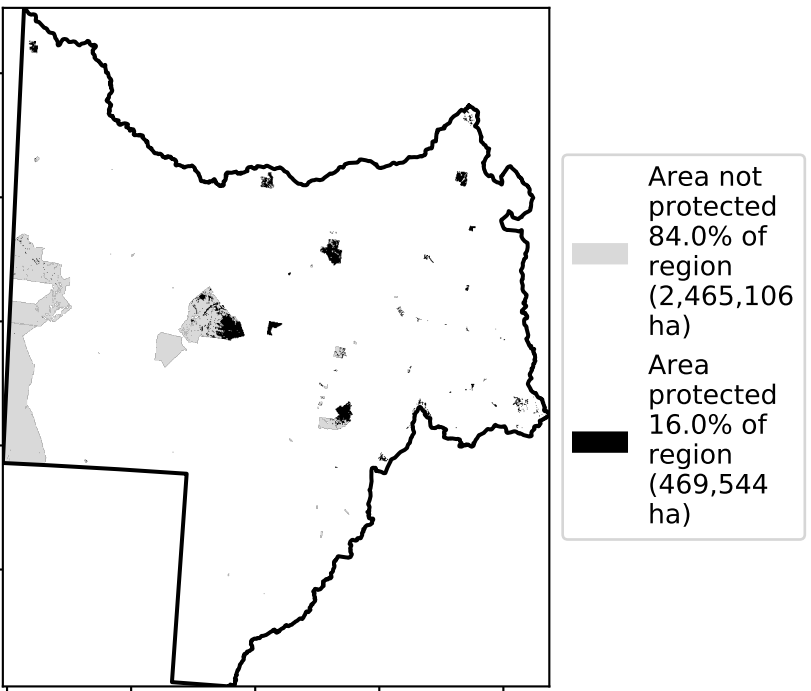 Area not
protected
84.0% of
region
(2,465,106
ha)
Area
protected
16.0% of
region
(469,544
ha)